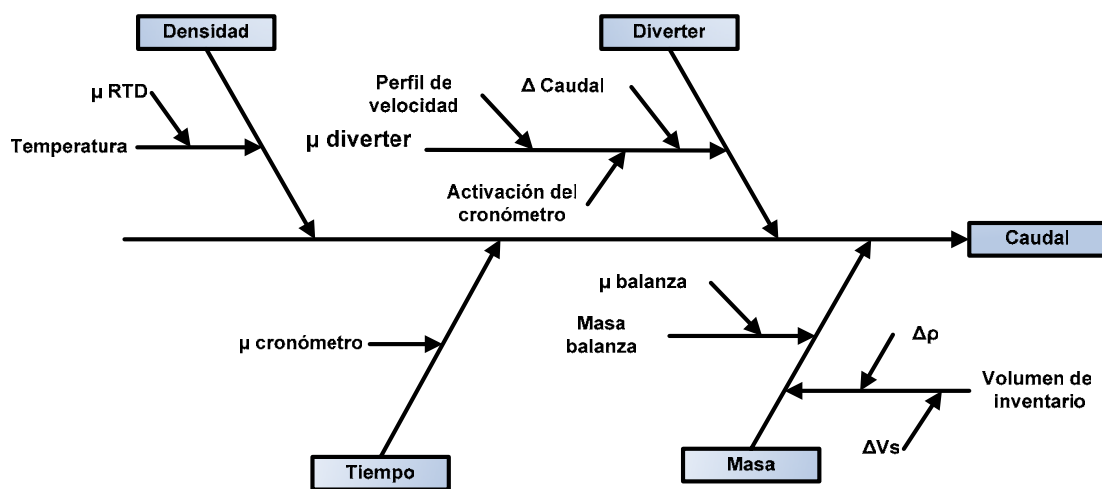 Densidad
Diverter
μ RTD
Temperatura
Perfil de
velocidad
Δ Caudal
μ diverter
Activación del
cronómetro
Caudal
μ balanza
Masa
balanza
μ cronómetro
Δρ
Volumen de
inventario
ΔVs
Tiempo
Masa